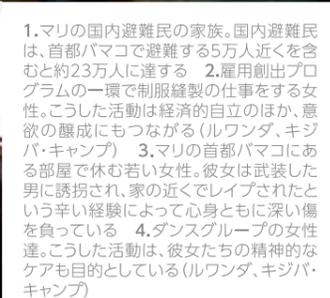 1.マリの国内避難民の家族。国内避難民
は、首都バマコで避難する5万人近くを含
むと約23万人に達する　2.雇用創出プロ
グラムの一環で制服縫製の仕事をする女
性。こうした活動は経済的自立のほか、意
欲の醸成にもつながる（ルワンダ、キジ
バ・キャンプ）　3.マリの首都バマコにあ
る部屋で休む若い女性。彼女は武装した
男に誘拐され、家の近くでレイプされたと
いう辛い経験によって心身ともに深い傷
を負っている　4.ダンスグループの女性
達。こうした活動は、彼女たちの精神的な
ケアも目的としている（ルワンダ、キジバ・
キャンプ）